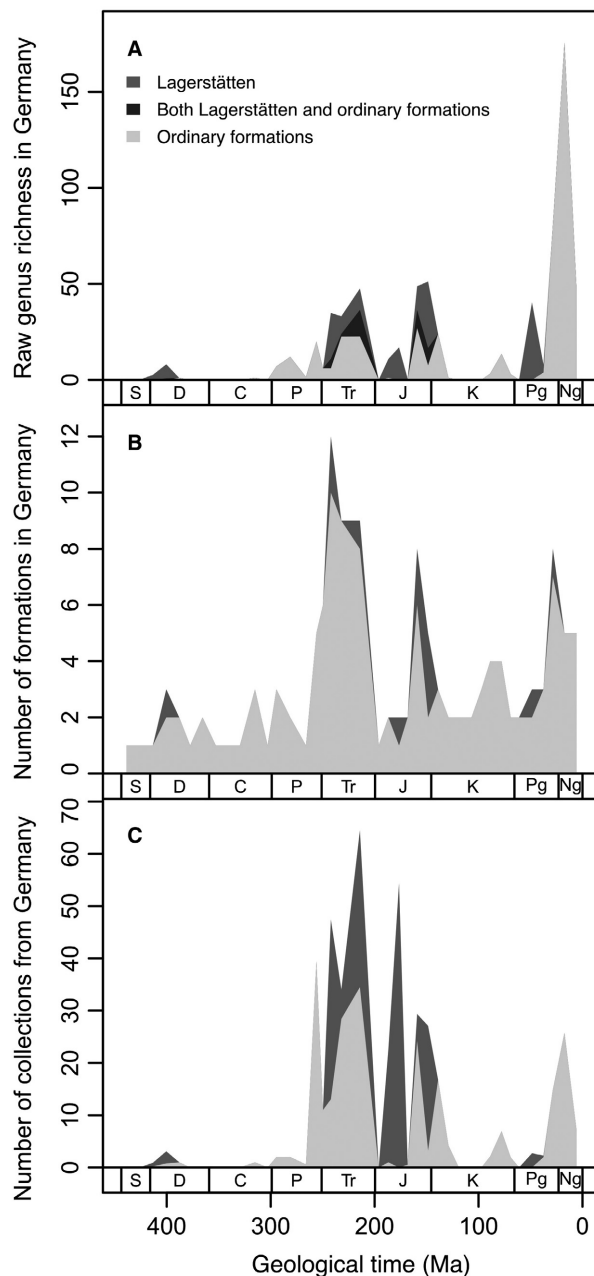 A
Lagerstätten
Both Lagerstätten and ordinary formations
Ordinary formations
Raw genus richness in Germany
150
100
50
0
S D C P Tr J K Pg Ng
B
Number of formations in Germany
12
10
8
6
4
2
0
S D C P Tr J K Pg Ng
C
Number of collections from Germany
70
60
50
40
30
20
10
0
S D C P Tr J K Pg Ng
400 300 200 100 0
Geological time (Ma)